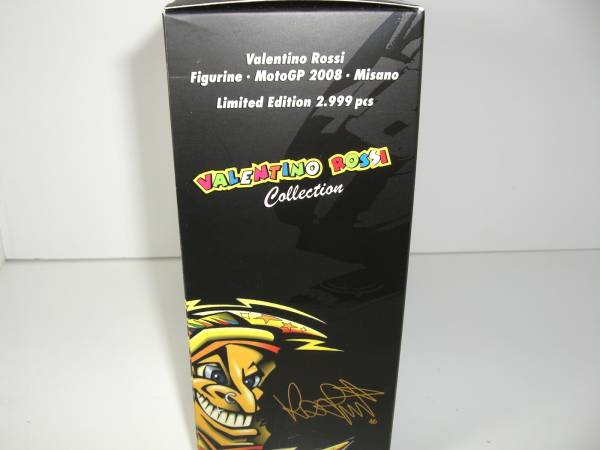 Valentino Rossi
Figurine · MotoGP 2008 · Misano
Limited Edition 2.999 pcs
VALENTINO ROSSI
Collection